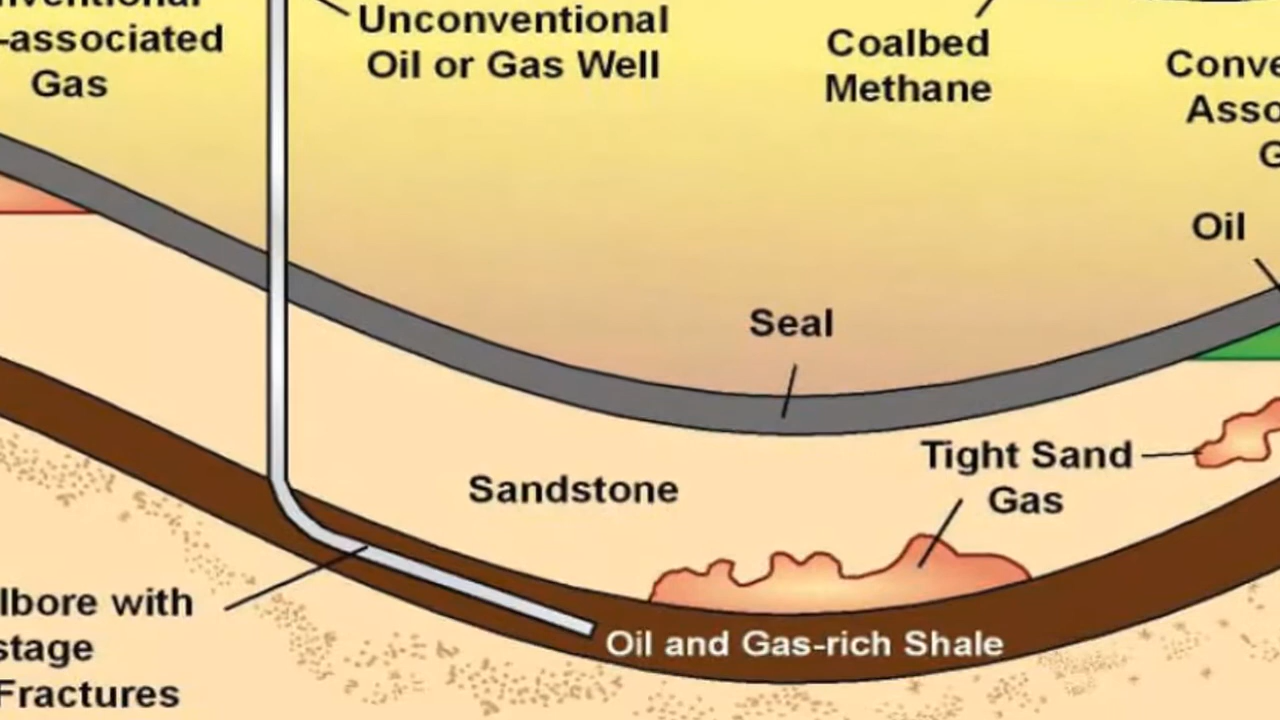 -associated
Gas
Unconventional
Oil or Gas Well
Coalbed
Methane
Oil
Seal
Tight Sand
Gas
Sandstone
with
stage
Fractures
Oil and Gas-rich Shale